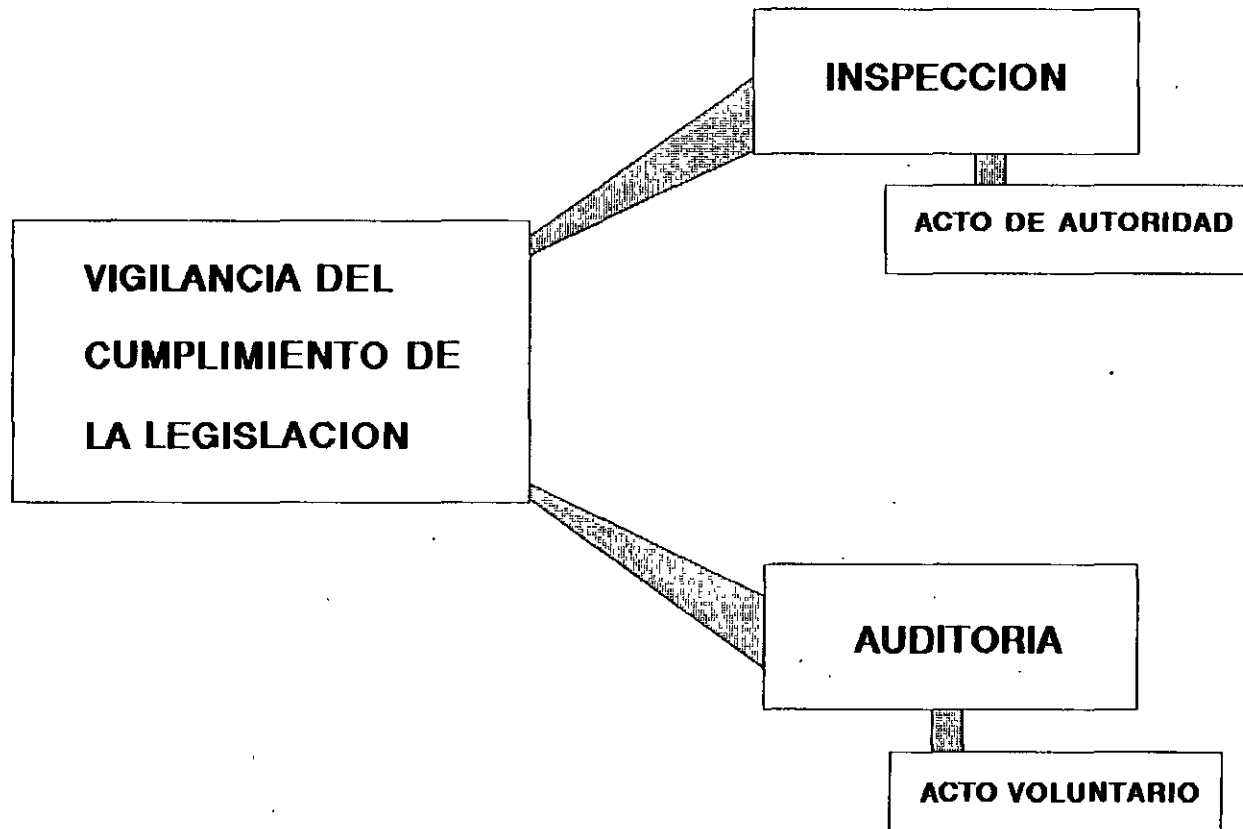 INSPECCION
ACTO DE AUTORIDAD
VIGILANCIA DEL
CUMPLIMIENTO DE
LA LEGISLACION
AUDITORIA
ACTO VOLUNTARIO